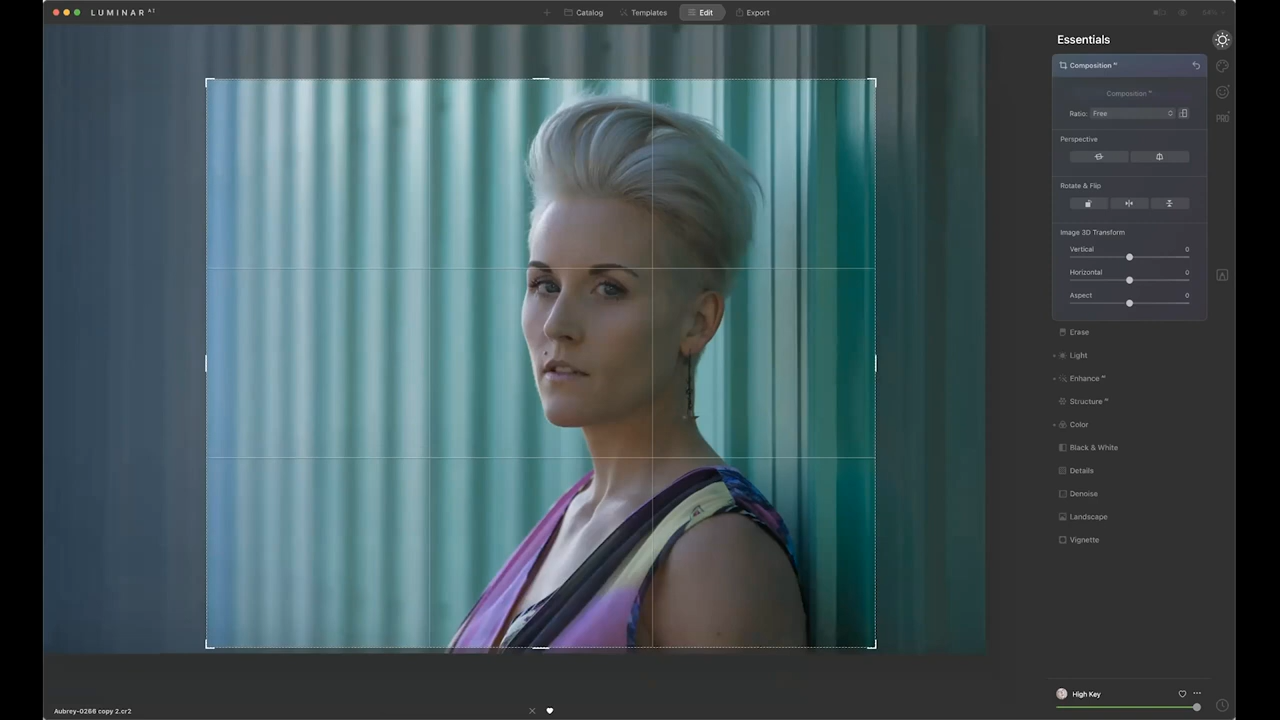 LUMINAR AI
Catalog
Templates
Edit
Export
64%
Essentials
Composition AI
Composition AI
Ratio: Free
Perspective
Rotate & Flip
Image 3D Transform
Vertical 0
Horizontal 0
Aspect 0
Erase
Light
Enhance AI
Structure AI
Color
Black & White
Details
Denoise
Landscape
Vignette
PRO
High Key
Aubrey-0266 copy 2.cr2